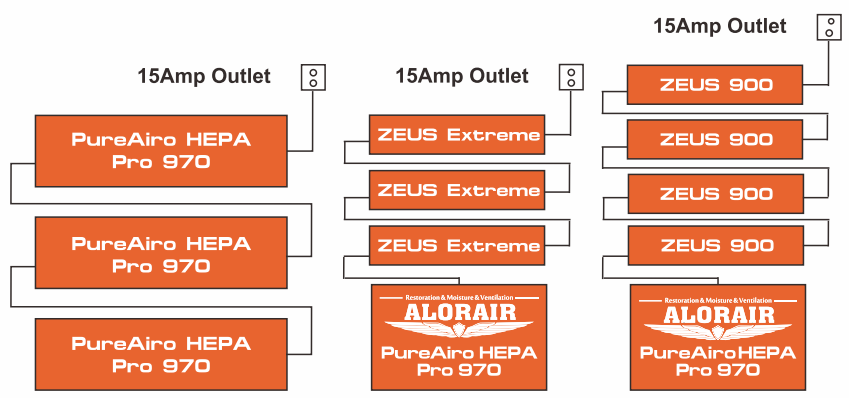 15Amp Outlet
PureAiro HEPA
Pro 970
PureAiro HEPA
Pro 970
PureAiro HEPA
Pro 970
15Amp Outlet
ZEUS Extreme
ZEUS Extreme
ZEUS Extreme
Restoration & Moisture & Ventilation
ALORAIR
PureAiro HEPA
Pro 970
15Amp Outlet
ZEUS 900
ZEUS 900
ZEUS 900
ZEUS 900
Restoration & Moisture & Ventilation
ALORAIR
PureAiro HEPA
Pro 970